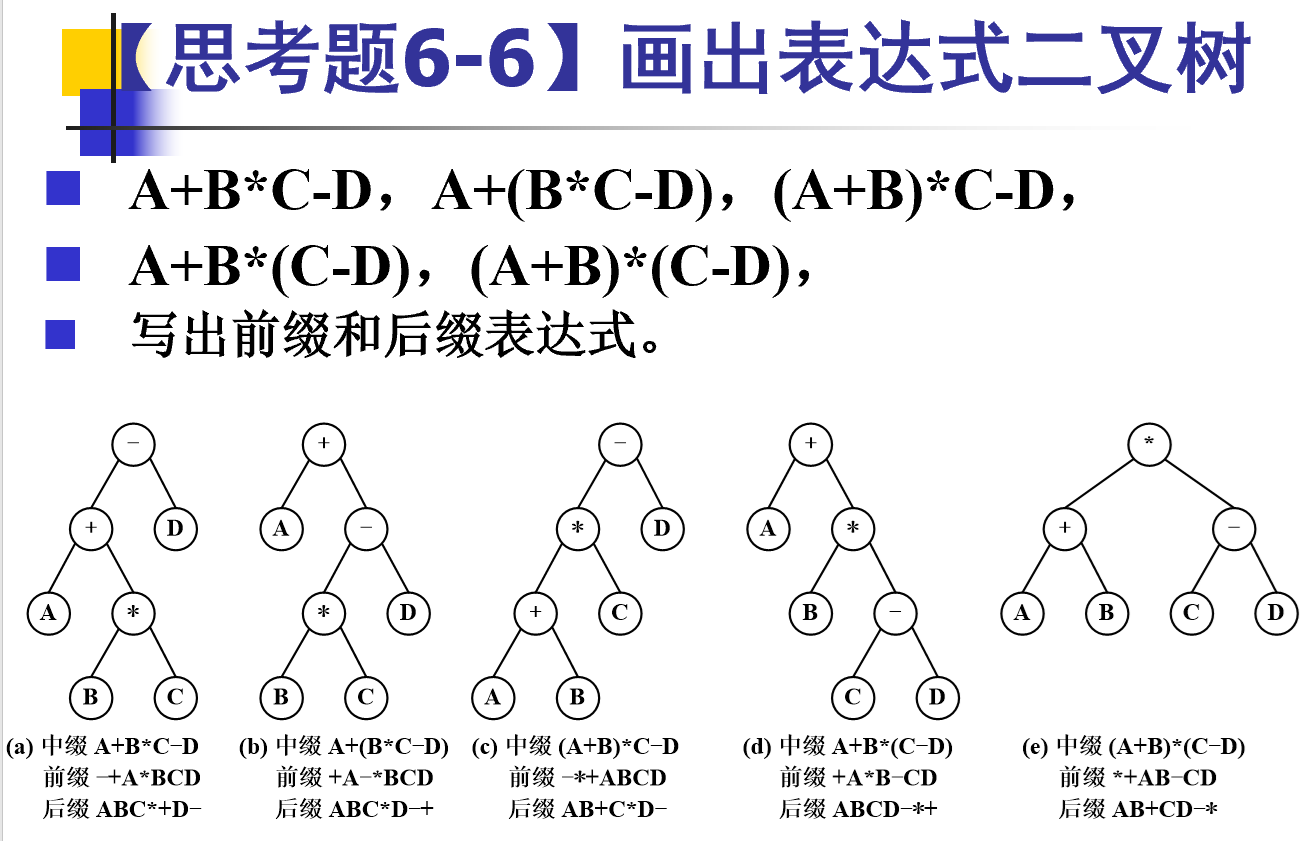 【思考题6-6】画出表达式二叉树
A+B*C-D，A+(B*C-D)，(A+B)*C-D，
A+B*(C-D)，(A+B)*(C-D)，
写出前缀和后缀表达式。
−
+ D
A *
B C
(a) 中缀 A+B*C−D
前缀 −+A*BCD
后缀 ABC*+D−
+
A −
* D
B C
(b) 中缀 A+(B*C−D)
前缀 +A−*BCD
后缀 ABC*D−+
−
* D
+ C
A B
(c) 中缀 (A+B)*C−D
前缀 −*+ABCD
后缀 AB+C*D−
+
A *
B −
C D
(d) 中缀 A+B*(C−D)
前缀 +A*B−CD
后缀 ABCD−*+
*
+ −
A B C D
(e) 中缀 (A+B)*(C−D)
前缀 *+AB−CD
后缀 AB+CD−*